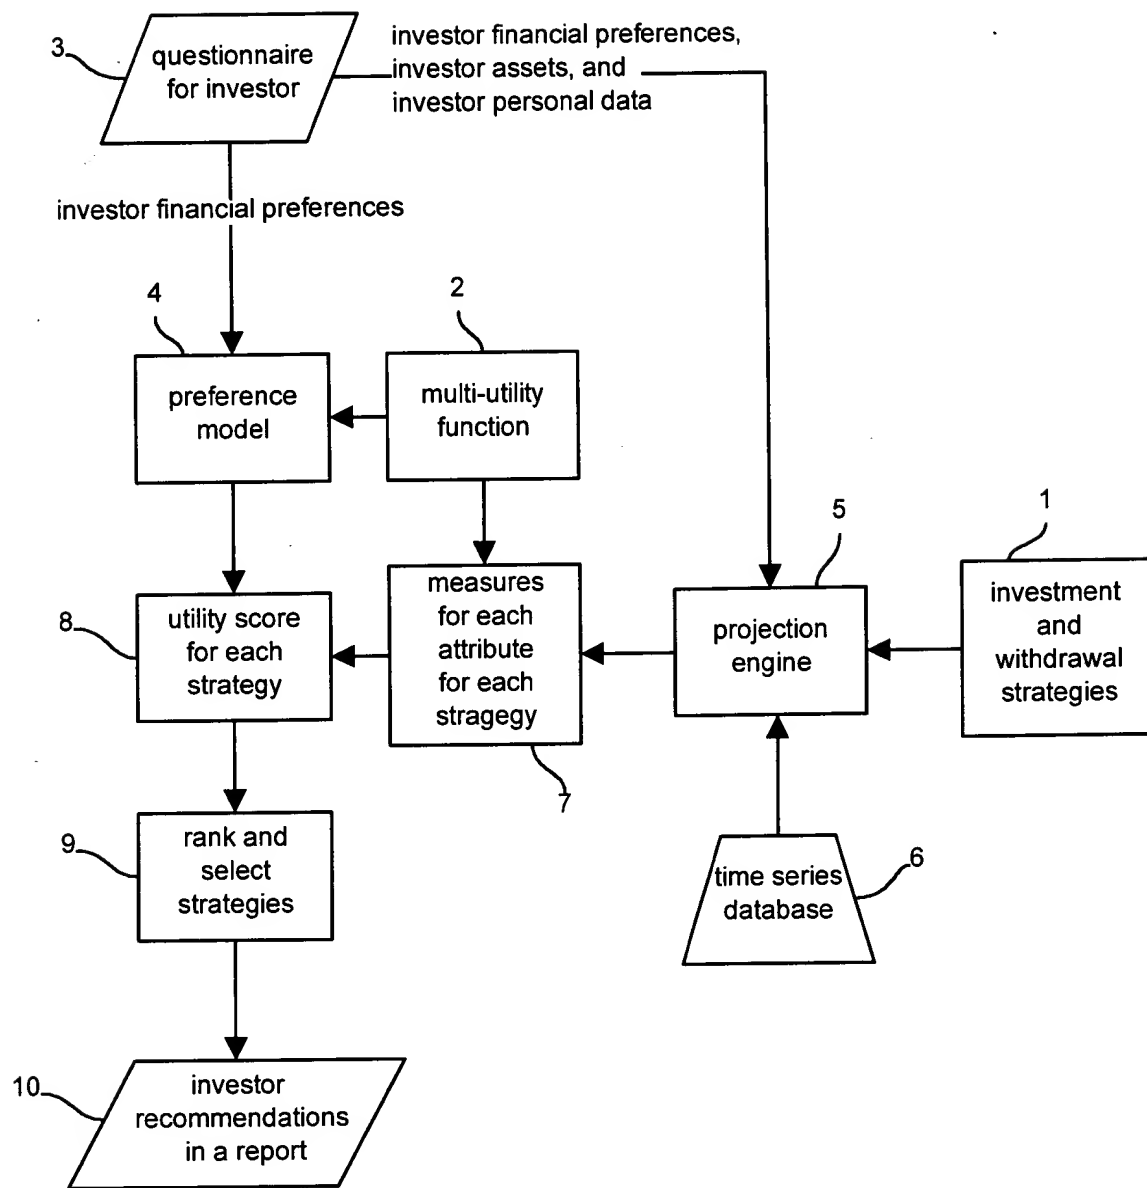 3
questionnaire
for investor
investor financial preferences,
investor assets, and
investor personal data
investor financial preferences
4
preference
model
2
multi-utility
function
5
projection
engine
1
investment
and
withdrawal
strategies
8
utility score
for each
strategy
measures
for each
attribute
for each
stragegy
7
9
rank and
select
strategies
time series
database
6
10
investor
recommendations
in a report